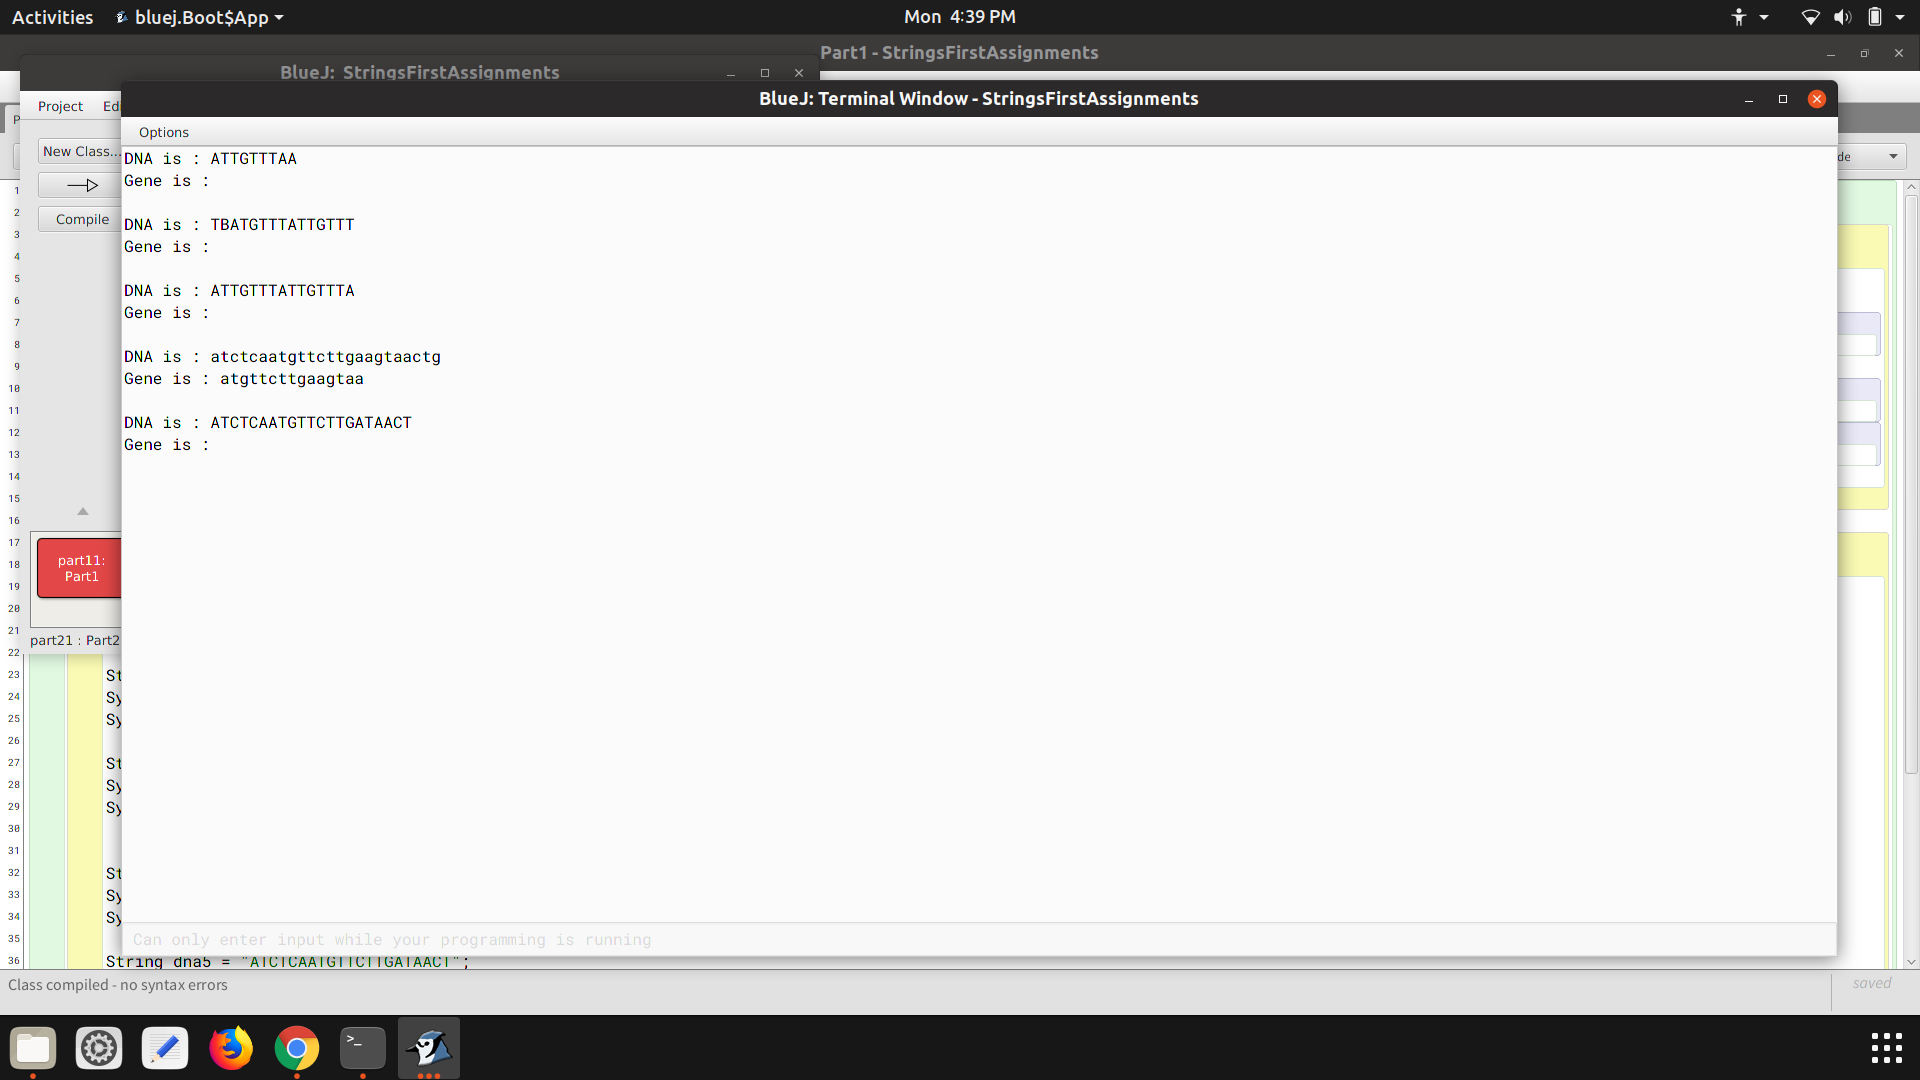 Activities
bluej.Boot$App
Mon 4:39 PM
Part1 - StringsFirstAssignments
BlueJ: StringsFirstAssignments
BlueJ: Terminal Window - StringsFirstAssignments
Project
Options
New Class...
Compile
DNA is : ATTGTTTAA
Gene is :
DNA is : TBATGTTTATTGTTT
Gene is :
DNA is : ATTGTTTATTGTTTA
Gene is :
DNA is : atctcaatgttcttgaagtaactg
Gene is : atgttcttgaagtaa
DNA is : ATCTCAATGTTCTTGATAACT
Gene is :
1
2
3
4
5
6
7
8
9
10
11
12
13
14
15
16
17
18
19
20
21
22
23
24
25
26
27
28
29
30
31
32
33
34
35
36
part11:
Part1
part21 : Part2
St
Sy
Sy
St
Sy
Sy
St
Sy
Sy
Can only enter input while your programming is running
String dna5 = "ATCTCAATGTTCTTGATAACT";
Class compiled - no syntax errors
saved